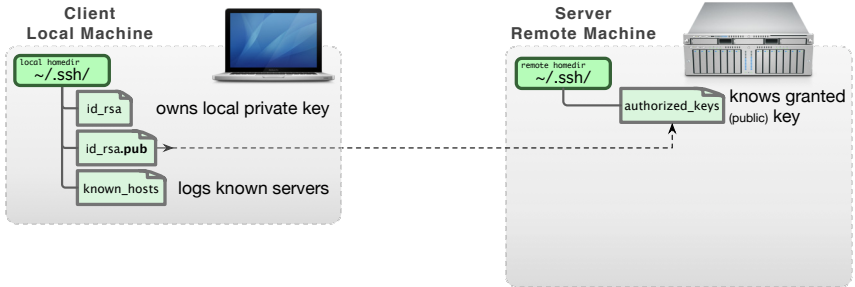 Client
Local Machine
local homedir
~/.ssh/
id_rsa
owns local private key
id_rsa.pub
known_hosts
logs known servers
Server
Remote Machine
remote homedir
~/.ssh/
authorized_keys
knows granted
(public) key